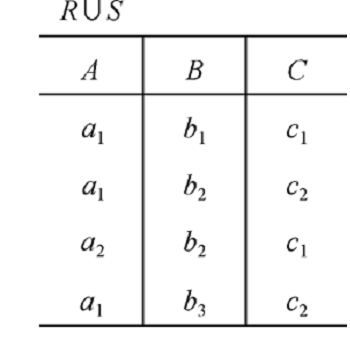 R∪S
A B C
a₁ b₁ c₁
a₁ b₂ c₂
a₂ b₂ c₁
a₁ b₃ c₂